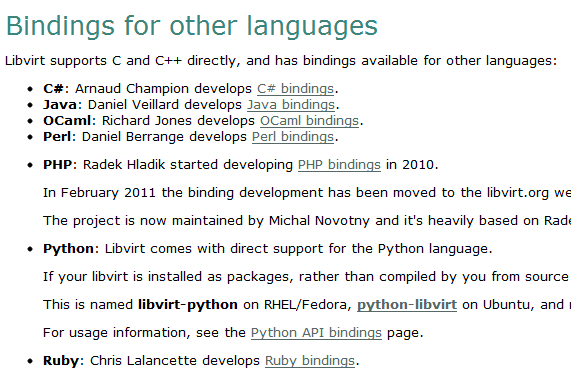 Bindings for other languages
Libvirt supports C and C++ directly, and has bindings available for other languages:
• C#: Arnaud Champion develops C# bindings.
• Java: Daniel Veillard develops Java bindings.
• OCaml: Richard Jones develops OCaml bindings.
• Perl: Daniel Berrange develops Perl bindings.
• PHP: Radek Hladik started developing PHP bindings in 2010.
In February 2011 the binding development has been moved to the libvirt.org we
The project is now maintained by Michal Novotny and it's heavily based on Rade
• Python: Libvirt comes with direct support for the Python language.
If your libvirt is installed as packages, rather than compiled by you from source
This is named libvirt-python on RHEL/Fedora, python-libvirt on Ubuntu, and
For usage information, see the Python API bindings page.
• Ruby: Chris Lalancette develops Ruby bindings.